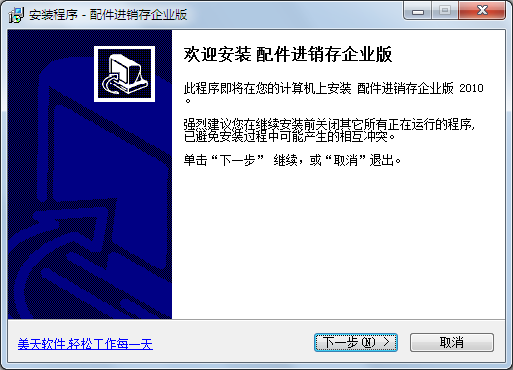 安装程序 - 配件进销存企业版
欢迎安装 配件进销存企业版
此程序即将在您的计算机上安装 配件进销存企业版 2010
。
强烈建议您在继续安装前关闭其它所有正在运行的程序,
已避免安装过程中可能产生的相互冲突。
单击“下一步” 继续，或“取消”退出。
美天软件,轻松工作每一天
下一步(N) >
取消